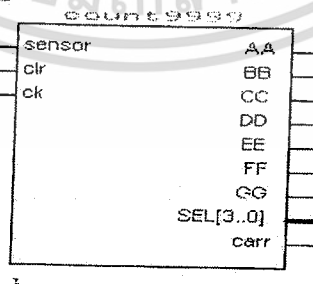 count9999
sensor AA
clr BB
ck CC
DD
EE
FF
GG
SEL[3..0]
carr